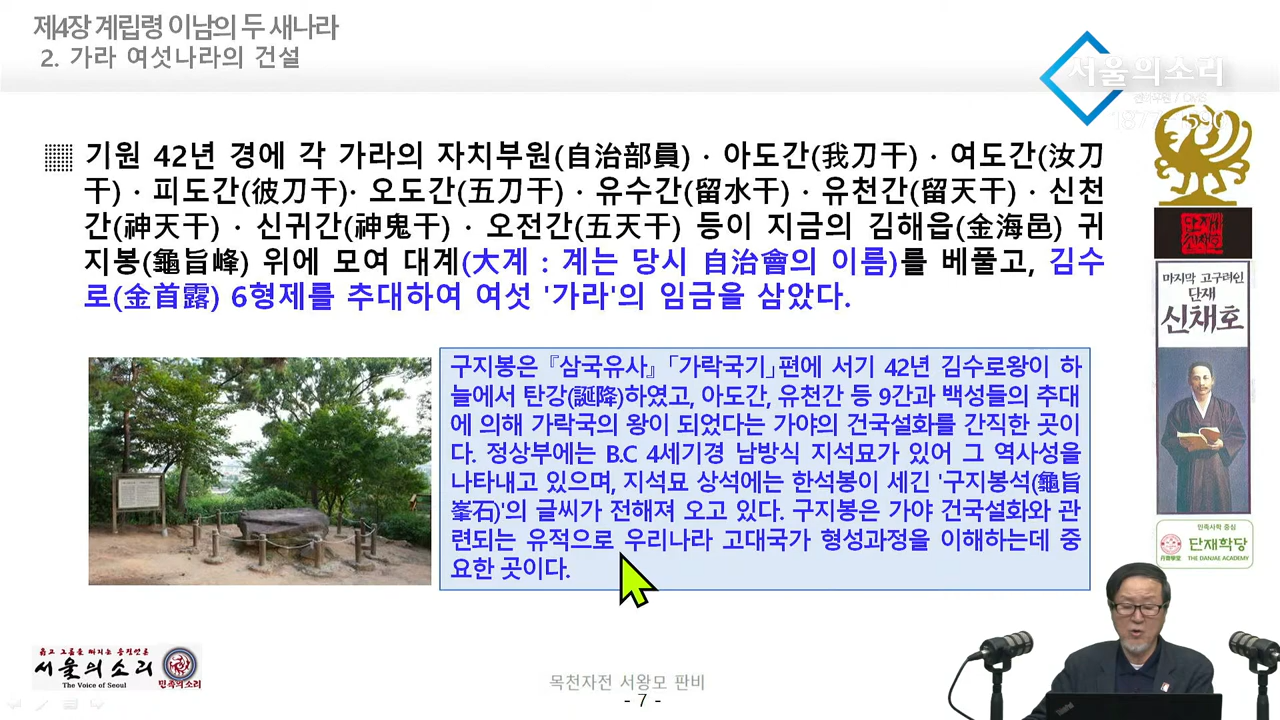 제4장 계립령 이남의 두 새나라
2. 가라 여섯나라의 건설
서울의소리
기원 42년 경에 각 가라의 자치부원(自治部員)·아도간(我刀干)·여도간(汝刀
干)·피도간(彼刀干)·오도간(五刀干)·유수간(留水干)·유천간(留天干)·신천
간(神天干)·신귀간(神鬼干)·오전간(五天干) 등이 지금의 김해읍(金海邑) 귀
지봉(龜旨峰) 위에 모여 대계(大계 : 계는 당시 自治會의 이름)를 베풀고, 김수
로(金首露) 6형제를 추대하여 여섯 '가라'의 임금을 삼았다.
구지봉은 『삼국유사』「가락국기」편에 서기 42년 김수로왕이 하
늘에서 탄강(誕降)하였고, 아도간, 유천간 등 9간과 백성들의 추대
에 의해 가락국의 왕이 되었다는 가야의 건국설화를 간직한 곳이
다. 정상부에는 B.C 4세기경 남방식 지석묘가 있어 그 역사성을
나타내고 있으며, 지석묘 상석에는 한석봉이 세긴 '구지봉석(龜旨
峯石)'의 글씨가 전해져 오고 있다. 구지봉은 가야 건국설화와 관
련되는 유적으로 우리나라 고대국가 형성과정을 이해하는데 중
요한 곳이다.
마지막 고구려인
단재
신채호
민족사학 중심
단재학당
THE DANJAE ACADEMY
서울의소리
The Voice of Seoul
민족의소리
목천자전 서왕모 판비
- 7 -